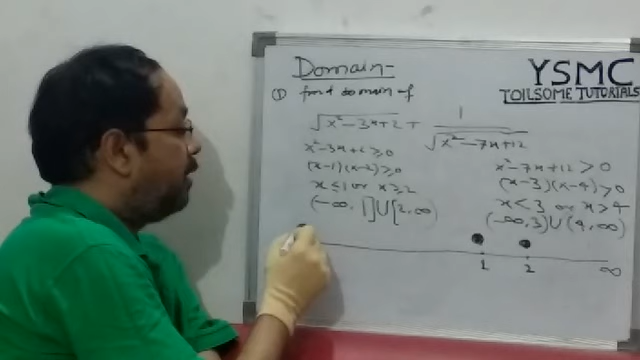 Domain-
YSMC
TOILSOME TUTORIALS
① find domain of
√x²-3x+2 + 1/√x²-7x+12
x²-3x+2≥0
(x-1)(x-2)≥0
x≤1 or x≥2
(-∞, 1]∪[2, ∞
x²-7x+12>0
(x-3)(x-4)>0
x<3 or x>4
(-∞, 3)∪(4, ∞)
1 2 ∞